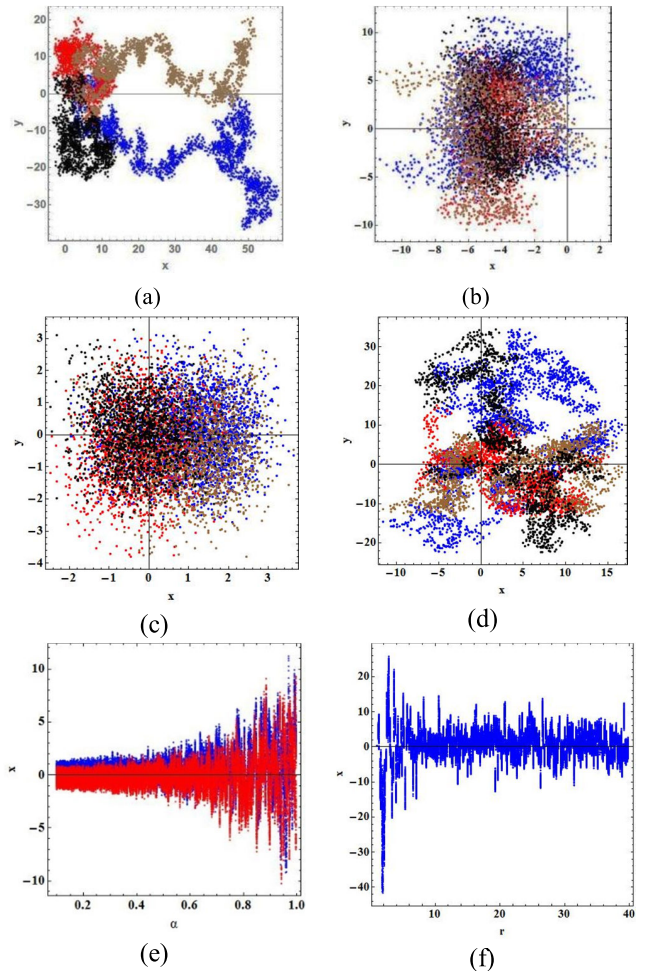 20
10
0
y
−10
−20
−30
0 10 20 30 40 50
x
(a)
10
5
y
0
−5
−10
−10 −8 −6 −4 −2 0 2
x
(b)
3
2
1
y
0
−1
−2
−3
−4
−2 −1 0 1 2 3
x
(c)
30
20
10
y
0
−10
−20
−10 −5 0 5 10 15
x
(d)
10
5
x
0
−5
−10
0.2 0.4 0.6 0.8 1.0
α
(e)
20
10
0
x
−10
−20
−30
−40
10 20 30 40
r
(f)